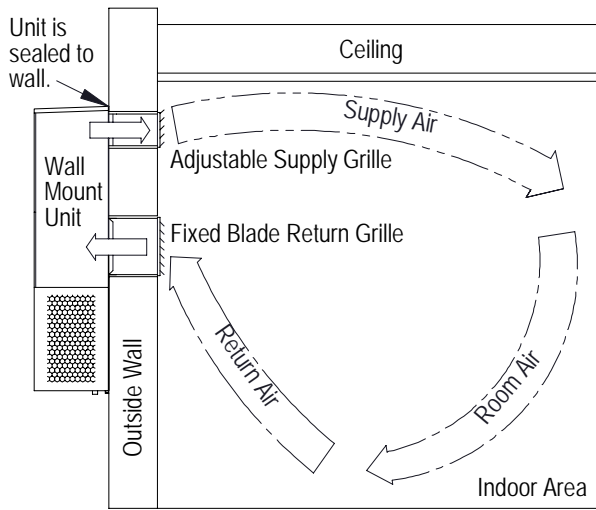 Unit is
sealed to
wall.
Ceiling
Supply Air
Adjustable Supply Grille
Wall
Mount
Unit
Fixed Blade Return Grille
Return Air
Room Air
Outside Wall
Indoor Area